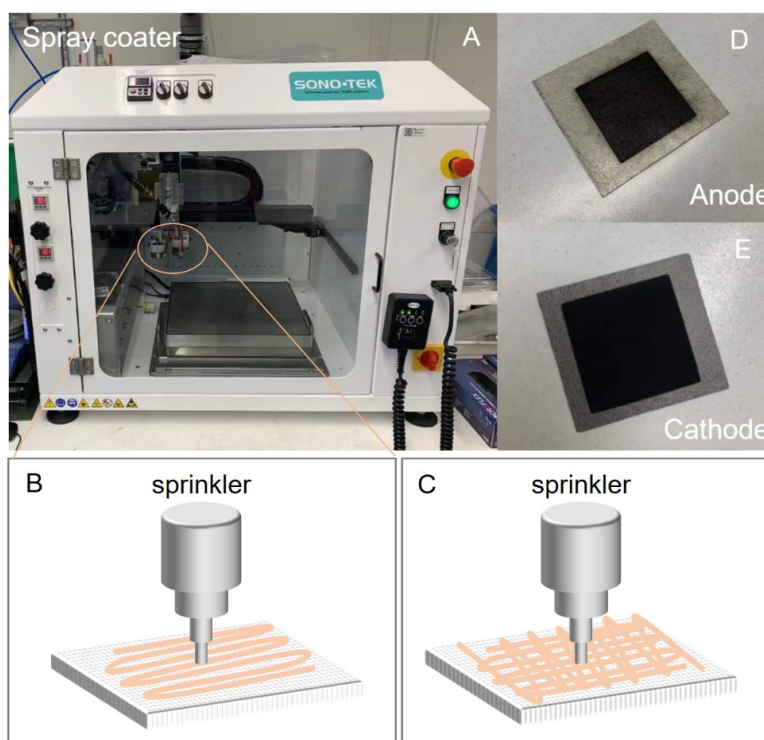 Spray coater
A
SONO-TEK
D
Anode
E
Cathode
B
sprinkler
C
sprinkler